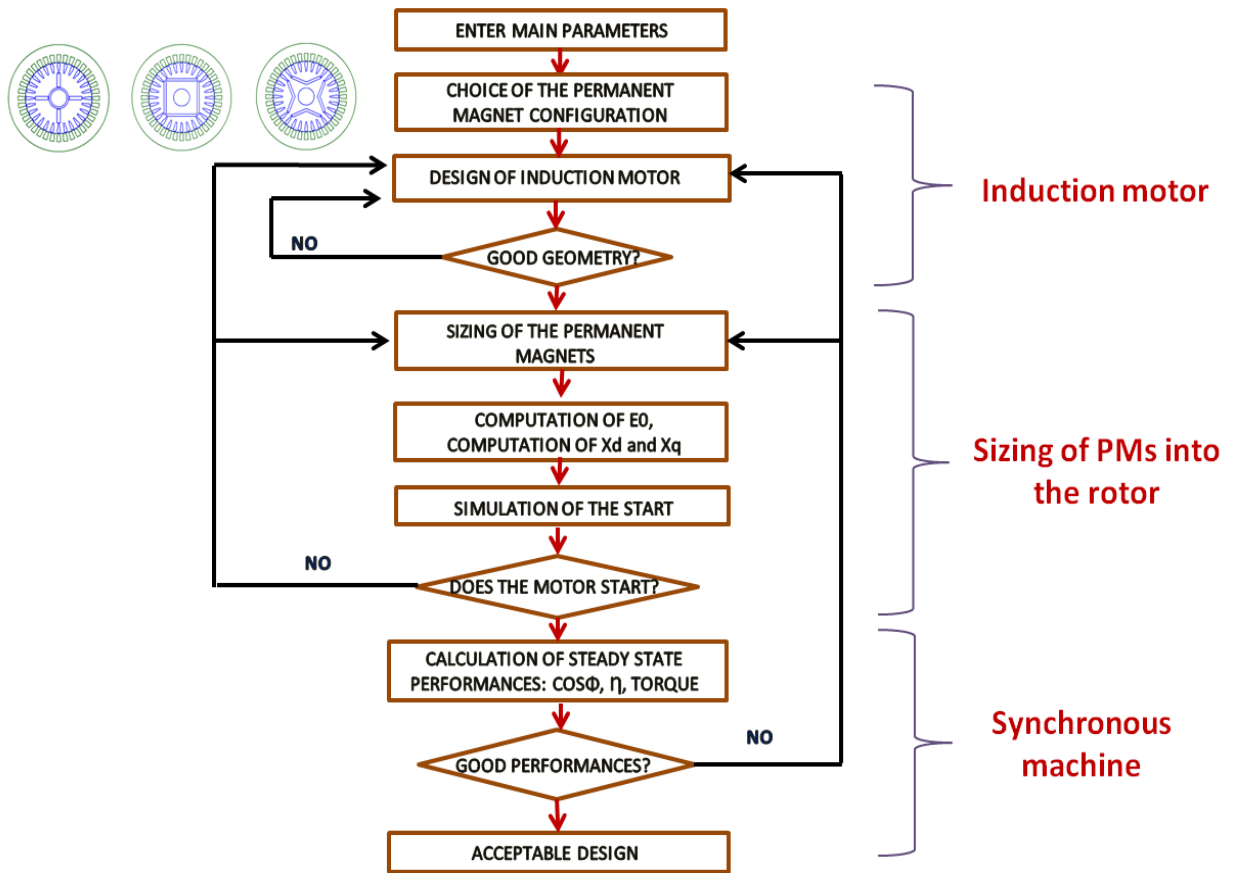 ENTER MAIN PARAMETERS
CHOICE OF THE PERMANENT
MAGNET CONFIGURATION
DESIGN OF INDUCTION MOTOR
Induction motor
NO
GOOD GEOMETRY?
SIZING OF THE PERMANENT
MAGNETS
COMPUTATION OF E0,
COMPUTATION OF Xd and Xq
Sizing of PMs into
the rotor
SIMULATION OF THE START
NO
DOES THE MOTOR START?
CALCULATION OF STEADY STATE
PERFORMANCES: COSΦ, η, TORQUE
Synchronous
machine
NO
GOOD PERFORMANCES?
ACCEPTABLE DESIGN